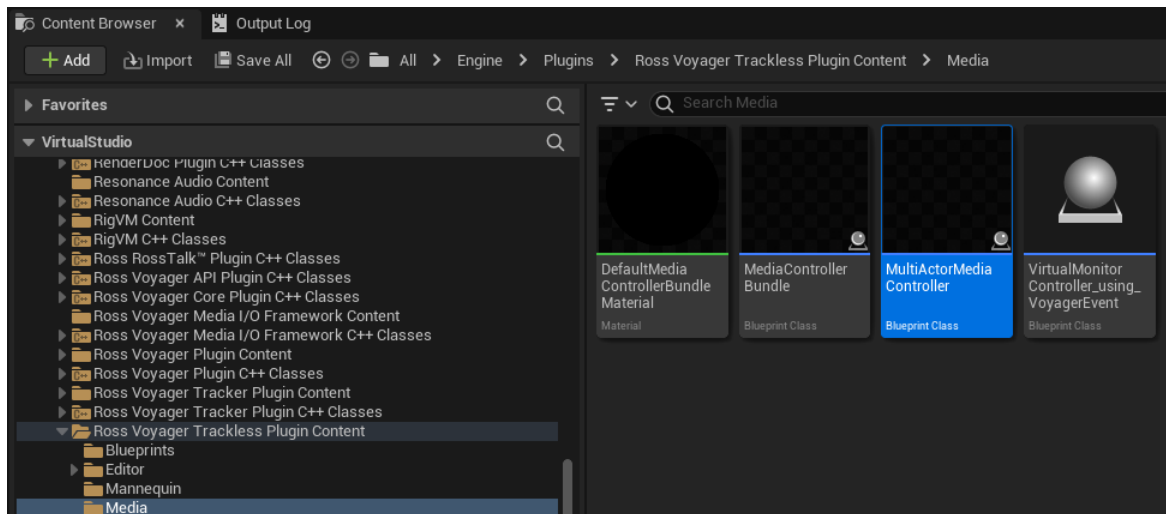 Content Browser
Output Log
Add Import Save All All > Engine > Plugins > Ross Voyager Trackless Plugin Content > Media
Favorites
VirtualStudio
RenderDoc Plugin C++ Classes
Resonance Audio Content
Resonance Audio C++ Classes
RigVM Content
RigVM C++ Classes
Ross RossTalk™ Plugin C++ Classes
Ross Voyager API Plugin C++ Classes
Ross Voyager Core Plugin C++ Classes
Ross Voyager Media I/O Framework Content
Ross Voyager Media I/O Framework C++ Classes
Ross Voyager Plugin Content
Ross Voyager Plugin C++ Classes
Ross Voyager Tracker Plugin Content
Ross Voyager Tracker Plugin C++ Classes
Ross Voyager Trackless Plugin Content
Blueprints
Editor
Mannequin
Media
Search Media
DefaultMedia
ControllerBundle
Material
Material
MediaController
Bundle
Blueprint Class
MultiActorMedia
Controller
Blueprint Class
VirtualMonitor
Controller_using_
VoyagerEvent
Blueprint Class